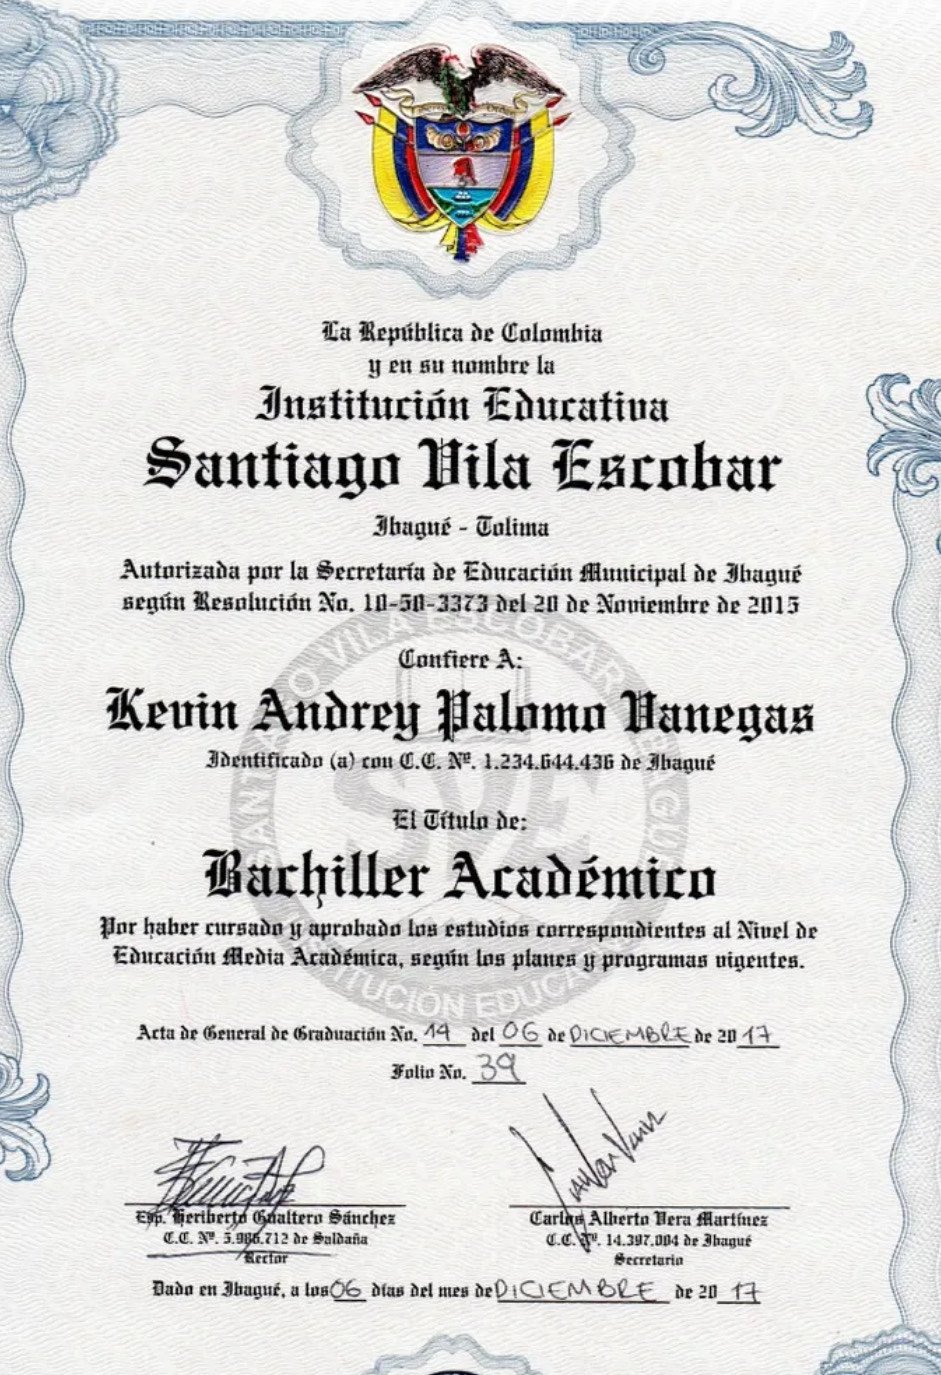 La República de Colombia
y en su nombre la
Institución Educativa
Santiago Vila Escobar
Ibagué - Tolima
Autorizada por la Secretaría de Educación Municipal de Ibagué
según Resolución No. 10-50-3373 del 20 de Noviembre de 2015
Confiere A:
Kevin Andrey Palomo Vanegas
Identificado (a) con C.C. Nº. 1.234.644.436 de Ibagué
El Título de:
Bachiller Académico
Por haber cursado y aprobado los estudios correspondientes al Nivel de
Educación Media Académica, según los planes y programas vigentes.
Acta de General de Graduación No. 14 del 06 de DICIEMBRE de 2017
Folio No. 39
Esp. Heriberto Gualtero Sánchez
C.C. Nº. 5.986.712 de Saldaña
Rector
Carlos Alberto Vera Martínez
C.C. Nº. 14.397.004 de Ibagué
Secretario
Dado en Ibagué, a los 06 días del mes de DICIEMBRE de 2017